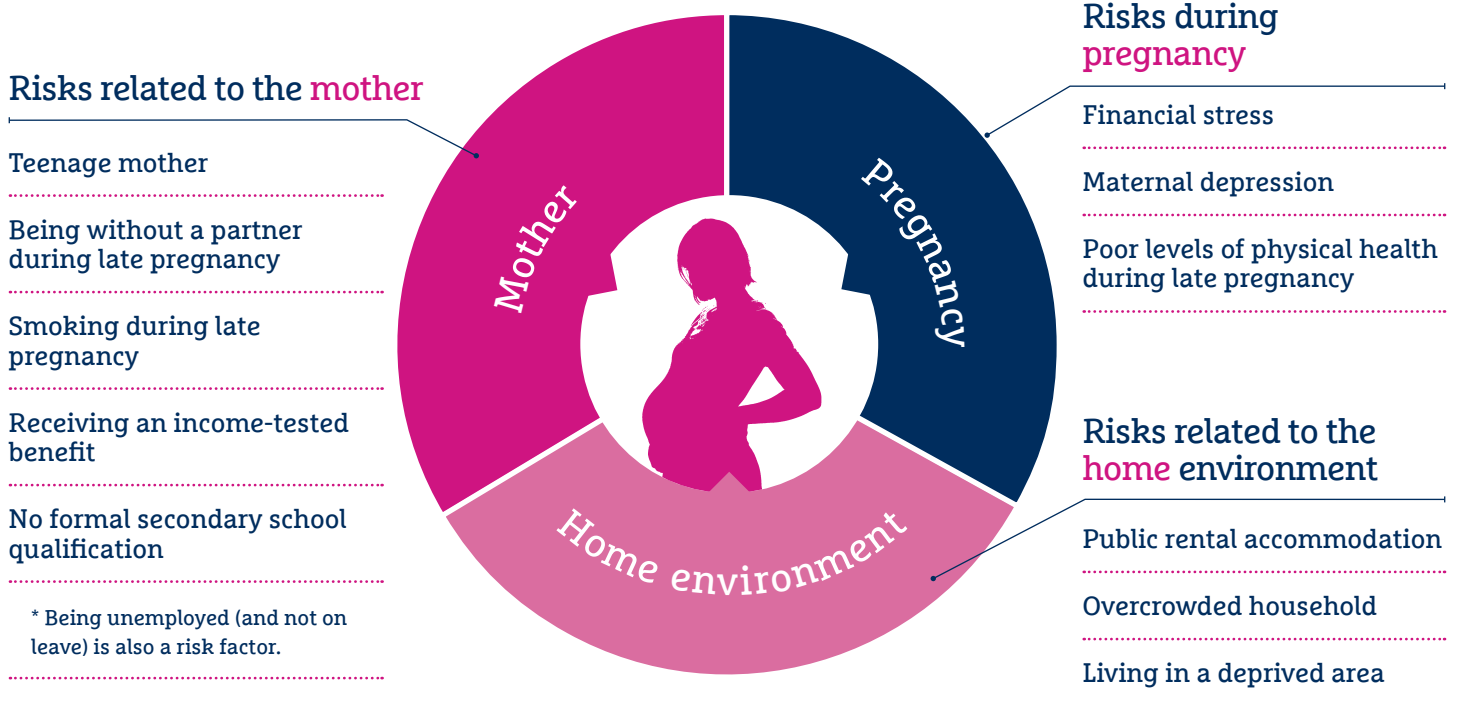 Risks related to the mother
Teenage mother
Being without a partner
during late pregnancy
Smoking during late
pregnancy
Receiving an income-tested
benefit
No formal secondary school
qualification
* Being unemployed (and not on
leave) is also a risk factor.
Mother
Pregnancy
Home environment
Risks during
pregnancy
Financial stress
Maternal depression
Poor levels of physical health
during late pregnancy
Risks related to the
home environment
Public rental accommodation
Overcrowded household
Living in a deprived area